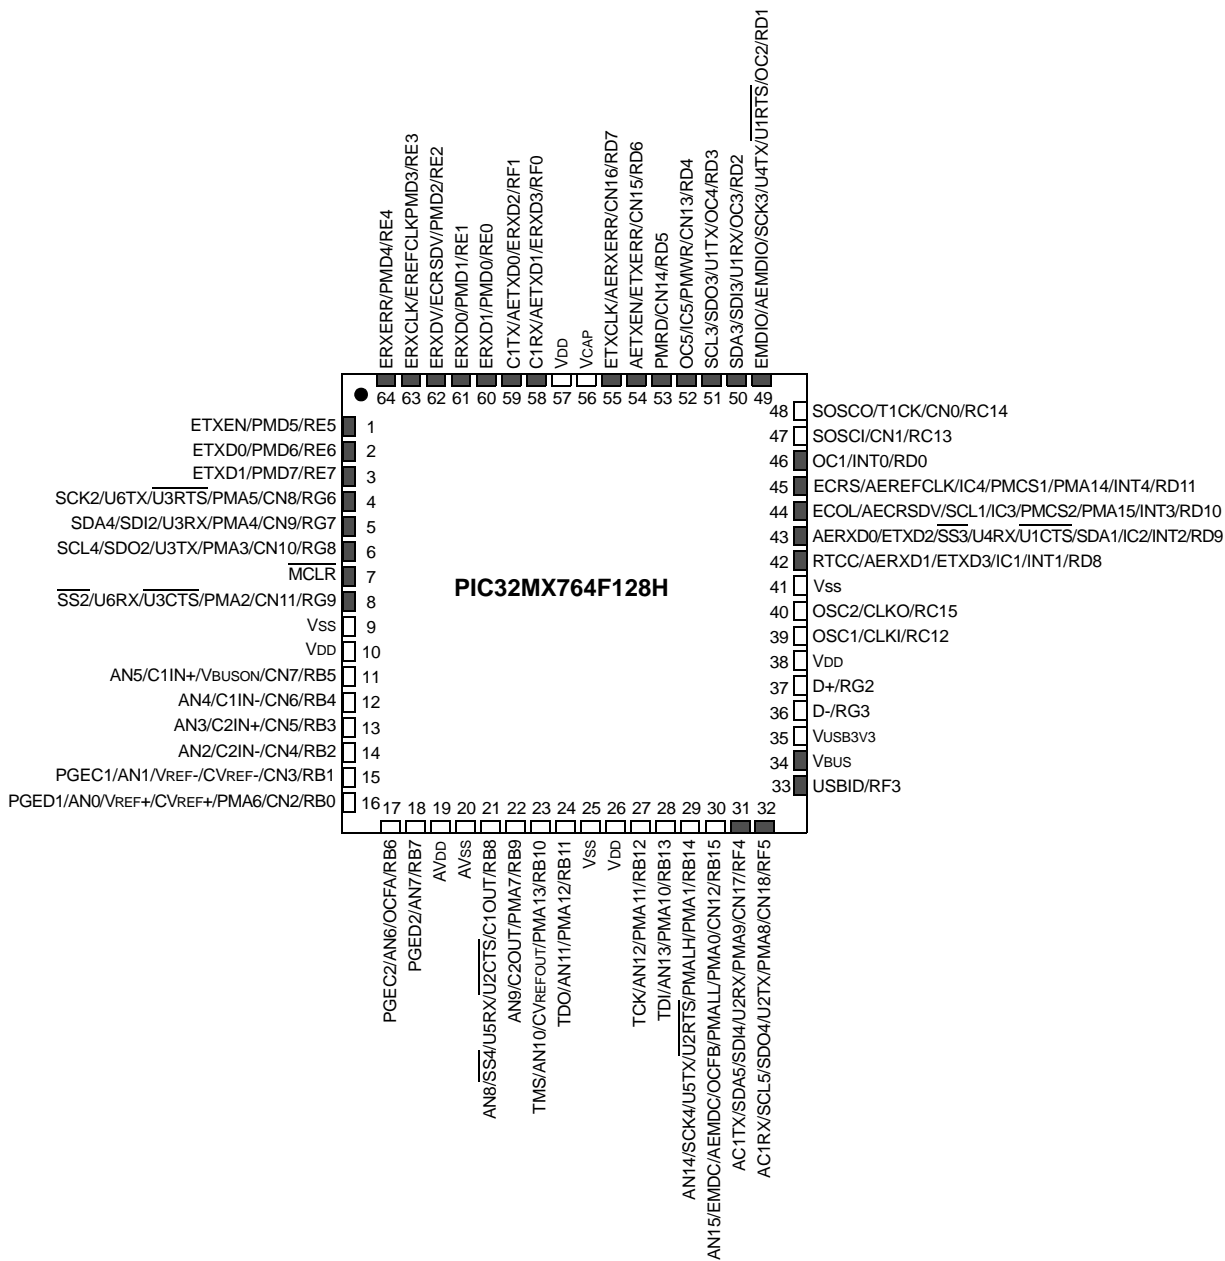 ERXERR/PMD4/RE4
ERXCLK/EREFCLKPMD3/RE3
ERXDV/ECRSDV/PMD2/RE2
ERXD0/PMD1/RE1
ERXD1/PMD0/RE0
C1TX/AETXD0/ERXD2/RF1
C1RX/AETXD1/ERXD3/RF0
VDD
VCAP
ETXCLK/AERXERR/CN16/RD7
AETXEN/ETXERR/CN15/RD6
PMRD/CN14/RD5
OC5/IC5/PMWR/CN13/RD4
SCL3/SDO3/U1TX/OC4/RD3
SDA3/SDI3/U1RX/OC3/RD2
EMDIO/AEMDIO/SCK3/U4TX/U1RTS/OC2/RD1
64 63 62 61 60 59 58 57 56 55 54 53 52 51 50 49
ETXEN/PMD5/RE5 1
ETXD0/PMD6/RE6 2
ETXD1/PMD7/RE7 3
SCK2/U6TX/U3RTS/PMA5/CN8/RG6 4
SDA4/SDI2/U3RX/PMA4/CN9/RG7 5
SCL4/SDO2/U3TX/PMA3/CN10/RG8 6
MCLR 7
SS2/U6RX/U3CTS/PMA2/CN11/RG9 8
VSS 9
VDD 10
AN5/C1IN+/VBUSON/CN7/RB5 11
AN4/C1IN-/CN6/RB4 12
AN3/C2IN+/CN5/RB3 13
AN2/C2IN-/CN4/RB2 14
PGEC1/AN1/VREF-/CVREF-/CN3/RB1 15
PGED1/AN0/VREF+/CVREF+/PMA6/CN2/RB0 16
PIC32MX764F128H
48 SOSCO/T1CK/CN0/RC14
47 SOSCI/CN1/RC13
46 OC1/INT0/RD0
45 ECRS/AEREFCLK/IC4/PMCS1/PMA14/INT4/RD11
44 ECOL/AECRSDV/SCL1/IC3/PMCS2/PMA15/INT3/RD10
43 AERXD0/ETXD2/SS3/U4RX/U1CTS/SDA1/IC2/INT2/RD9
42 RTCC/AERXD1/ETXD3/IC1/INT1/RD8
41 Vss
40 OSC2/CLKO/RC15
39 OSC1/CLKI/RC12
38 VDD
37 D+/RG2
36 D-/RG3
35 VUSB3V3
34 VBUS
33 USBID/RF3
17 18 19 20 21 22 23 24 25 26 27 28 29 30 31 32
PGEC2/AN6/OCFA/RB6
PGED2/AN7/RB7
AVDD
AVSS
AN8/SS4/U5RX/U2CTS/C1OUT/RB8
AN9/C2OUT/PMA7/RB9
TMS/AN10/CVREFOUT/PMA13/RB10
TDO/AN11/PMA12/RB11
VSS
VDD
TCK/AN12/PMA11/RB12
TDI/AN13/PMA10/RB13
AN14/SCK4/U5TX/U2RTS/PMALH/PMA1/RB14
AN15/EMDC/AEMDC/OCFB/PMALL/PMA0/CN12/RB15
AC1TX/SDA5/SDI4/U2RX/PMA9/CN17/RF4
AC1RX/SCL5/SDO4/U2TX/PMA8/CN18/RF5